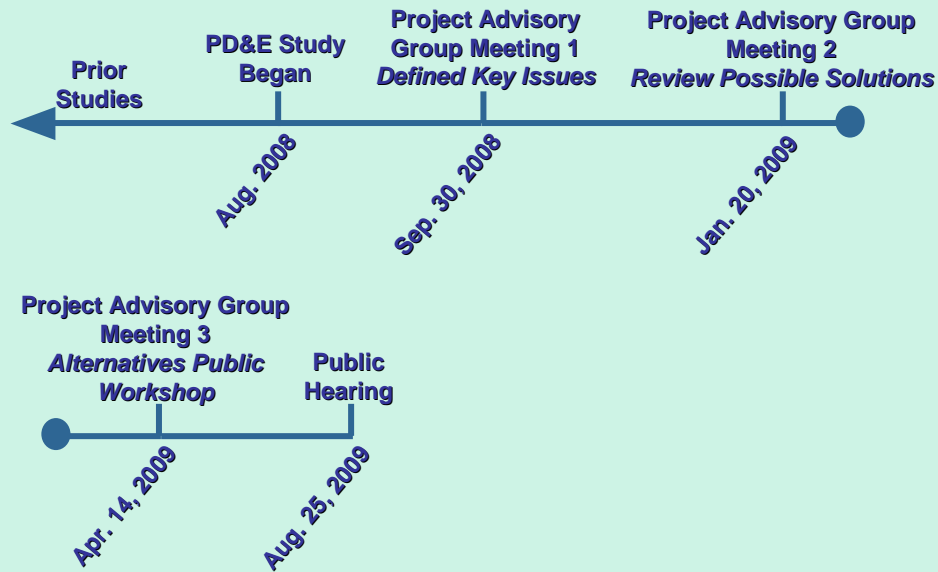 Prior
Studies
PD&E Study
Began
Project Advisory
Group Meeting 1
Defined Key Issues
Project Advisory Group
Meeting 2
Review Possible Solutions
Aug. 2008
Sep. 30, 2008
Jan. 20, 2009
Project Advisory Group
Meeting 3
Alternatives Public
Workshop
Public
Hearing
Apr. 14, 2009
Aug. 25, 2009